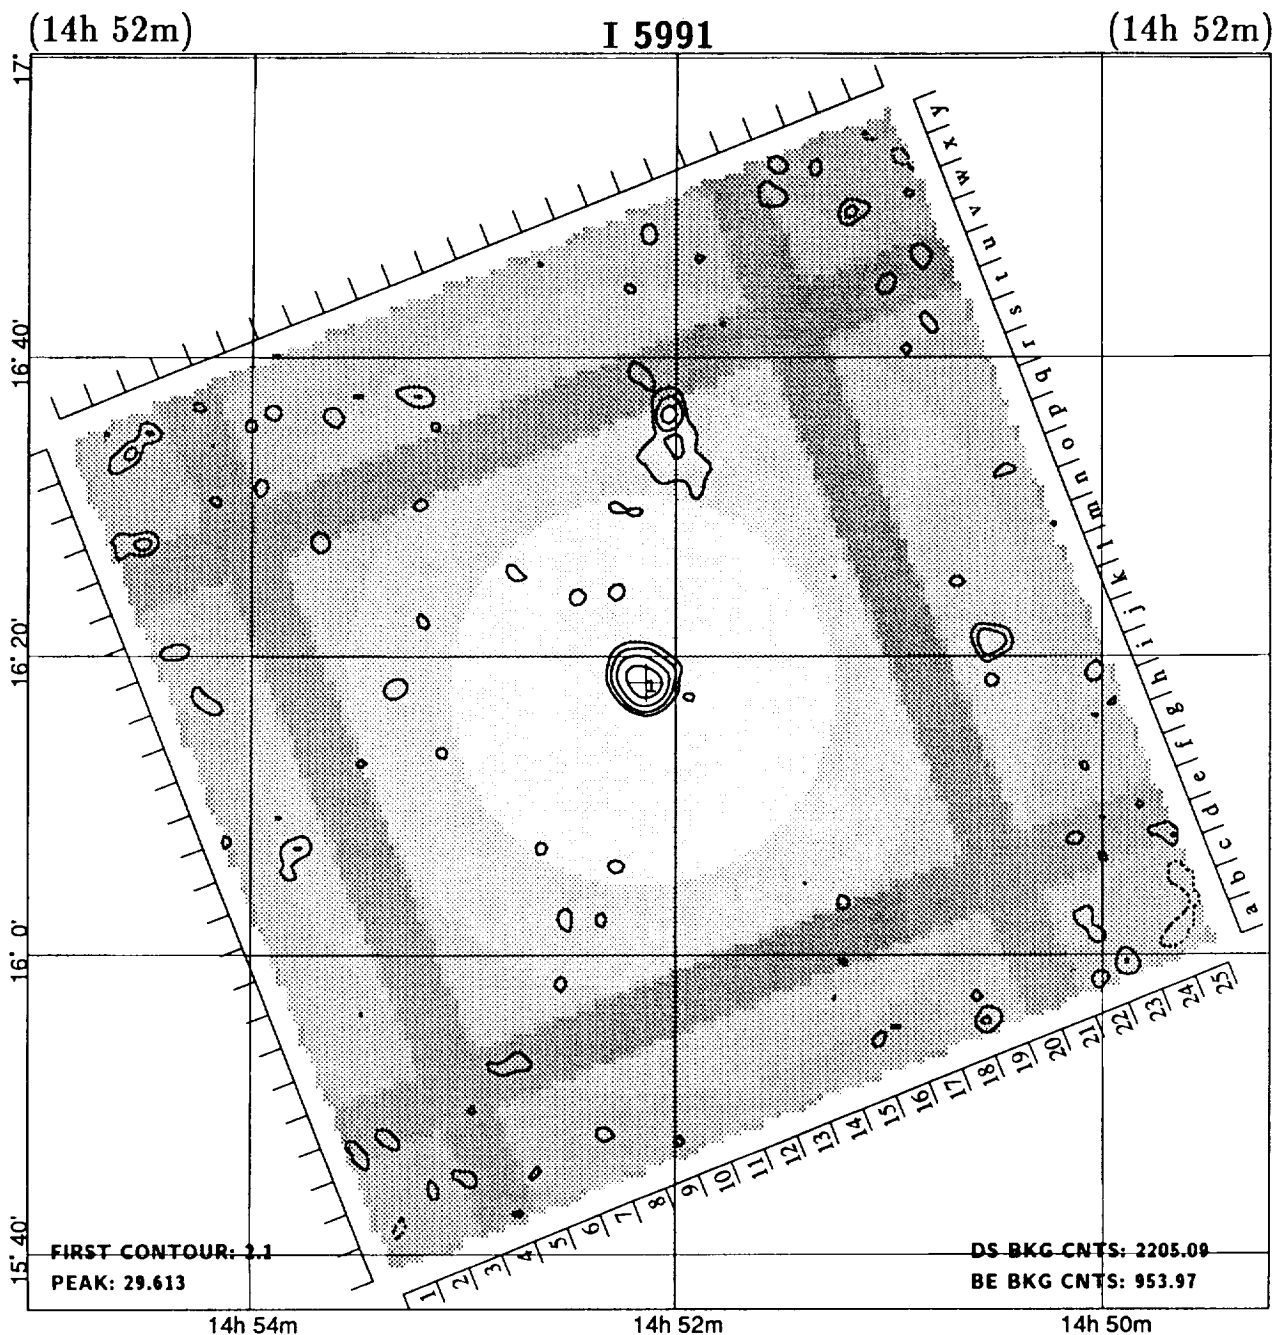 (14h 52m)
I 5991
(14h 52m)
17°
16° 40'
16° 20'
16° 0'
15° 40'
a|b|c|d|e|f|g|h|i|j|k|l|m|n|o|p|q|r|s|t|u|v|w|x|y
1|2|3|4|5|6|7|8|9|10|11|12|13|14|15|16|17|18|19|20|21|22|23|24|25
FIRST CONTOUR:
PEAK: 29.613
DS BKG CNTS: 2205.09
BE BKG CNTS: 953.97
14h 54m
14h 52m
14h 50m